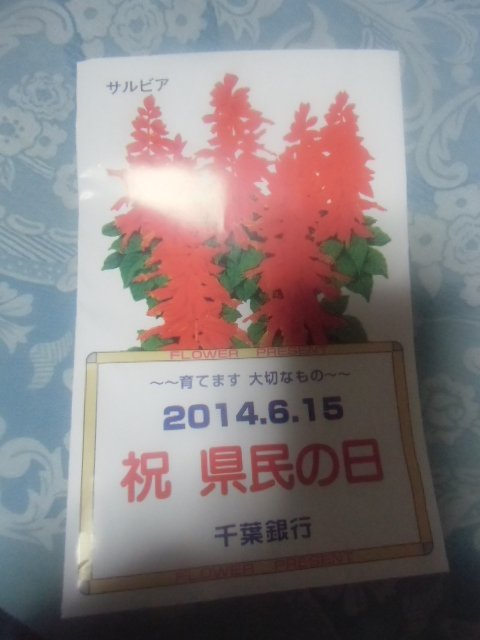 サルビア
FLOWER PRESENT
～～育てます 大切なもの～～
2014.6.15
祝 県民の日
千葉銀行
FLOWER PRESENT